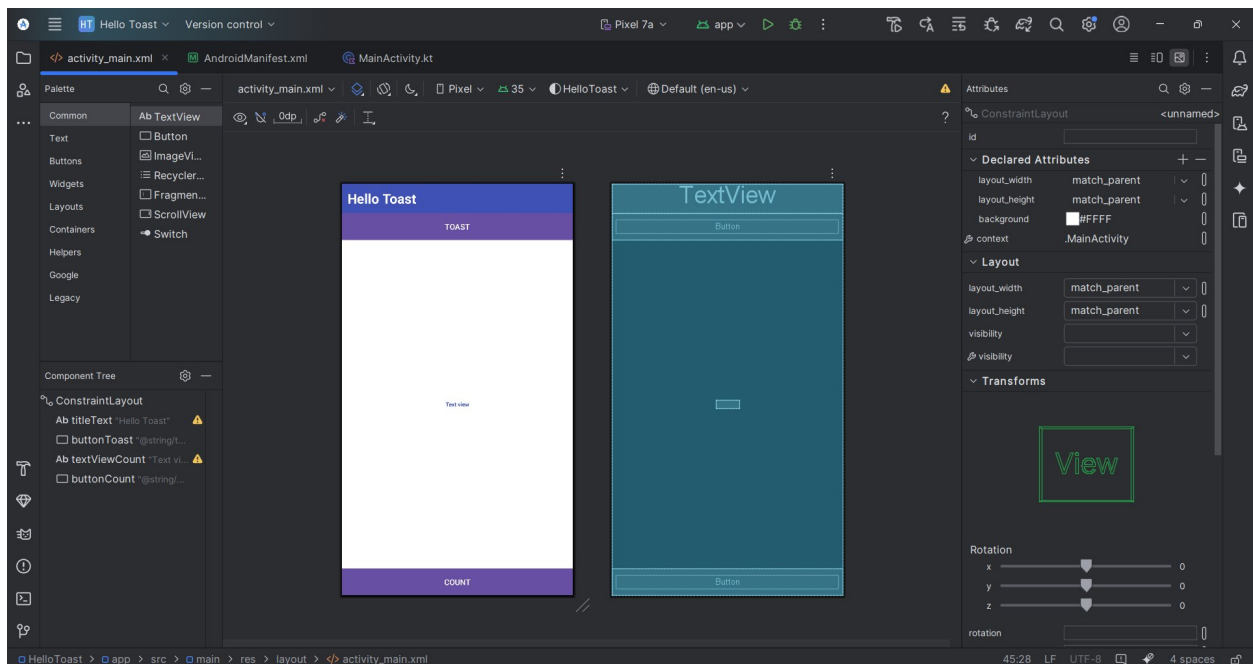 HT Hello Toast Version control Pixel 7a app
activity_main.xml AndroidManifest.xml MainActivity.kt
Palette
Common
Text
Buttons
Widgets
Layouts
Containers
Helpers
Google
Legacy
Ab TextView
Button
ImageVi...
Recycler...
Fragmen...
ScrollView
Switch
Component Tree
ConstraintLayout
Ab titleText "Hello Toast"
buttonToast "@string/t...
Ab textViewCount "Text vi...
buttonCount "@string/...
activity_main.xml Pixel 35 HelloToast Default (en-us)
0dp
?
Hello Toast
TOAST
Text view
COUNT
TextView
Button
Button
Attributes
ConstraintLayout <unnamed>
id
Declared Attributes
layout_width match_parent
layout_height match_parent
background #FFFF
context .MainActivity
Layout
layout_width match_parent
layout_height match_parent
visibility
visibility
Transforms
View
Rotation
x 0
y 0
z 0
rotation
HelloToast > app > src > main > res > layout > activity_main.xml
45:28 LF UTF-8 4 spaces